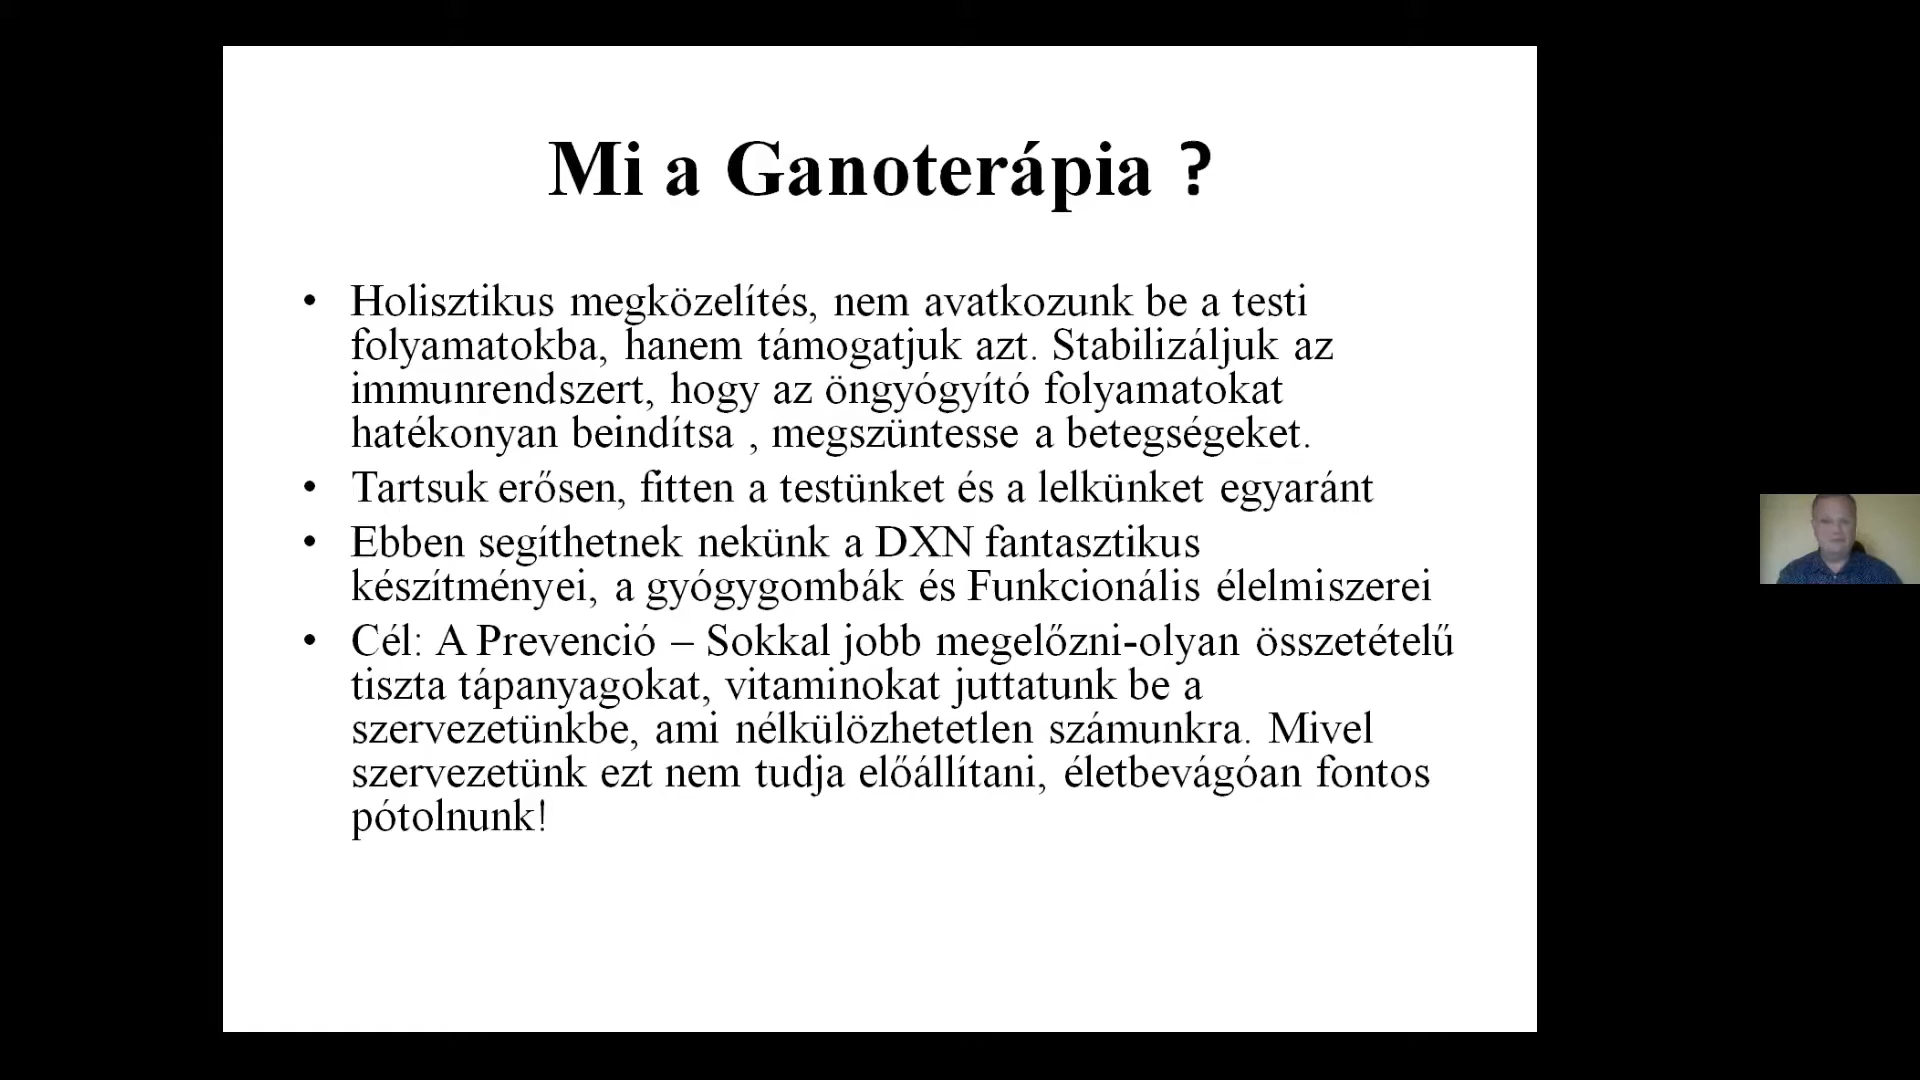 Mi a Ganoterápia ?
• Holisztikus megközelítés, nem avatkozunk be a testi
folyamatokba, hanem támogatjuk azt. Stabilizáljuk az
immunrendszert, hogy az öngyógyító folyamatokat
hatékonyan beindítsa , megszüntesse a betegségeket.
• Tartsuk erősen, fitten a testünket és a lelkünket egyaránt
• Ebben segíthetnek nekünk a DXN fantasztikus
készítményei, a gyógygombák és Funkcionális élelmiszerei
• Cél: A Prevenció – Sokkal jobb megelőzni-olyan összetételű
tiszta tápanyagokat, vitaminokat juttatunk be a
szervezetünkbe, ami nélkülözhetetlen számunkra. Mivel
szervezetünk ezt nem tudja előállítani, életbevágóan fontos
pótolnunk!